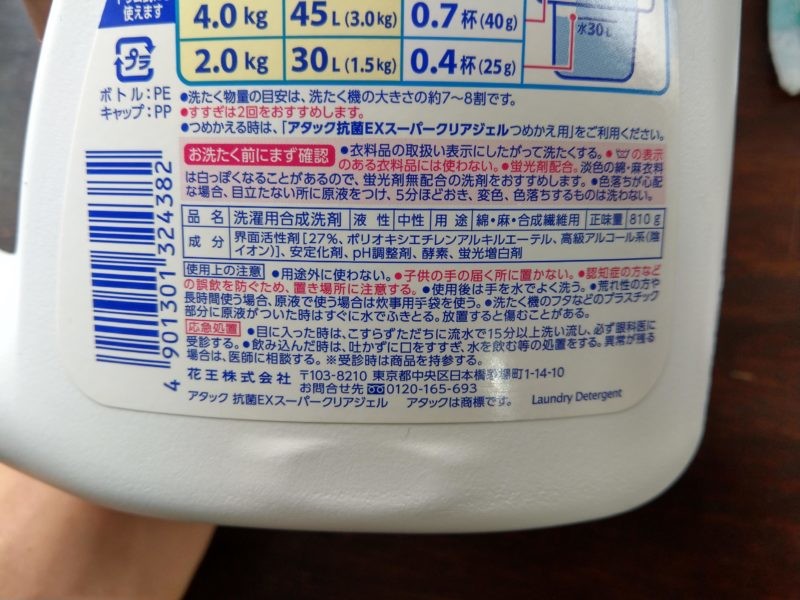 使えます
4.0 kg 45L(3.0kg) 0.7杯(40g)
2.0 kg 30L(1.5kg) 0.4杯(25g)
水30L
プラ
ボトル:PE
キャップ:PP
●洗たく物量の目安は、洗たく機の大きさの約7〜8割です。
●すすぎは2回をおすすめします。
●つめかえる時は、「アタック抗菌EXスーパークリアジェルつめかえ用」をご利用ください。
お洗たく前にまず確認 ●衣料品の取扱い表示にしたがって洗たくする。●の表示
のある衣料品には使わない。●蛍光剤配合。淡色の綿・麻衣料
は白っぽくなることがあるので、蛍光剤無配合の洗剤をおすすめします。●色落ちが心配
な場合、目立たない所に原液をつけ、5分ほどおき、変色、色落ちするものは洗わない。
品名 洗濯用合成洗剤 液性 中性 用途 綿・麻・合成繊維用 正味量 810g
成分 界面活性剤[27%、ポリオキシエチレンアルキルエーテル、高級アルコール系(陰
イオン)]、安定化剤、pH調整剤、酵素、蛍光増白剤
使用上の注意 ●用途外に使わない。●子供の手の届く所に置かない。●認知症の方など
の誤飲を防ぐため、置き場所に注意する。●使用後は手を水でよく洗う。●荒れ性の方や
長時間使う場合、原液で使う場合は炊事用手袋を使う。●洗たく機のフタなどのプラスチック
部分に原液がついた時はすぐに水でふきとる。放置すると傷むことがある。
応急処置 ●目に入った時は、こすらずただちに流水で15分以上洗い流し、必ず眼科医に
受診する。●飲み込んだ時は、吐かずに口をすすぎ、水を飲む等の処置をする。異常が残る
場合は、医師に相談する。※受診時は商品を持参する。
花王株式会社 〒103-8210 東京都中央区日本橋茅場町1-14-10
お問合せ先 0120-165-693
アタック 抗菌EXスーパークリアジェル アタックは商標です。 Laundry Detergent
4 901301 324382